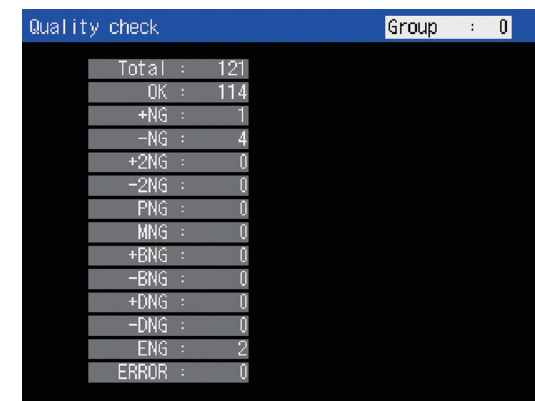 Quality check Group : 0
Total : 121
OK : 114
+NG : 1
-NG : 4
+2NG : 0
-2NG : 0
PNG : 0
MNG : 0
+BNG : 0
-BNG : 0
+DNG : 0
-DNG : 0
ENG : 2
ERROR : 0